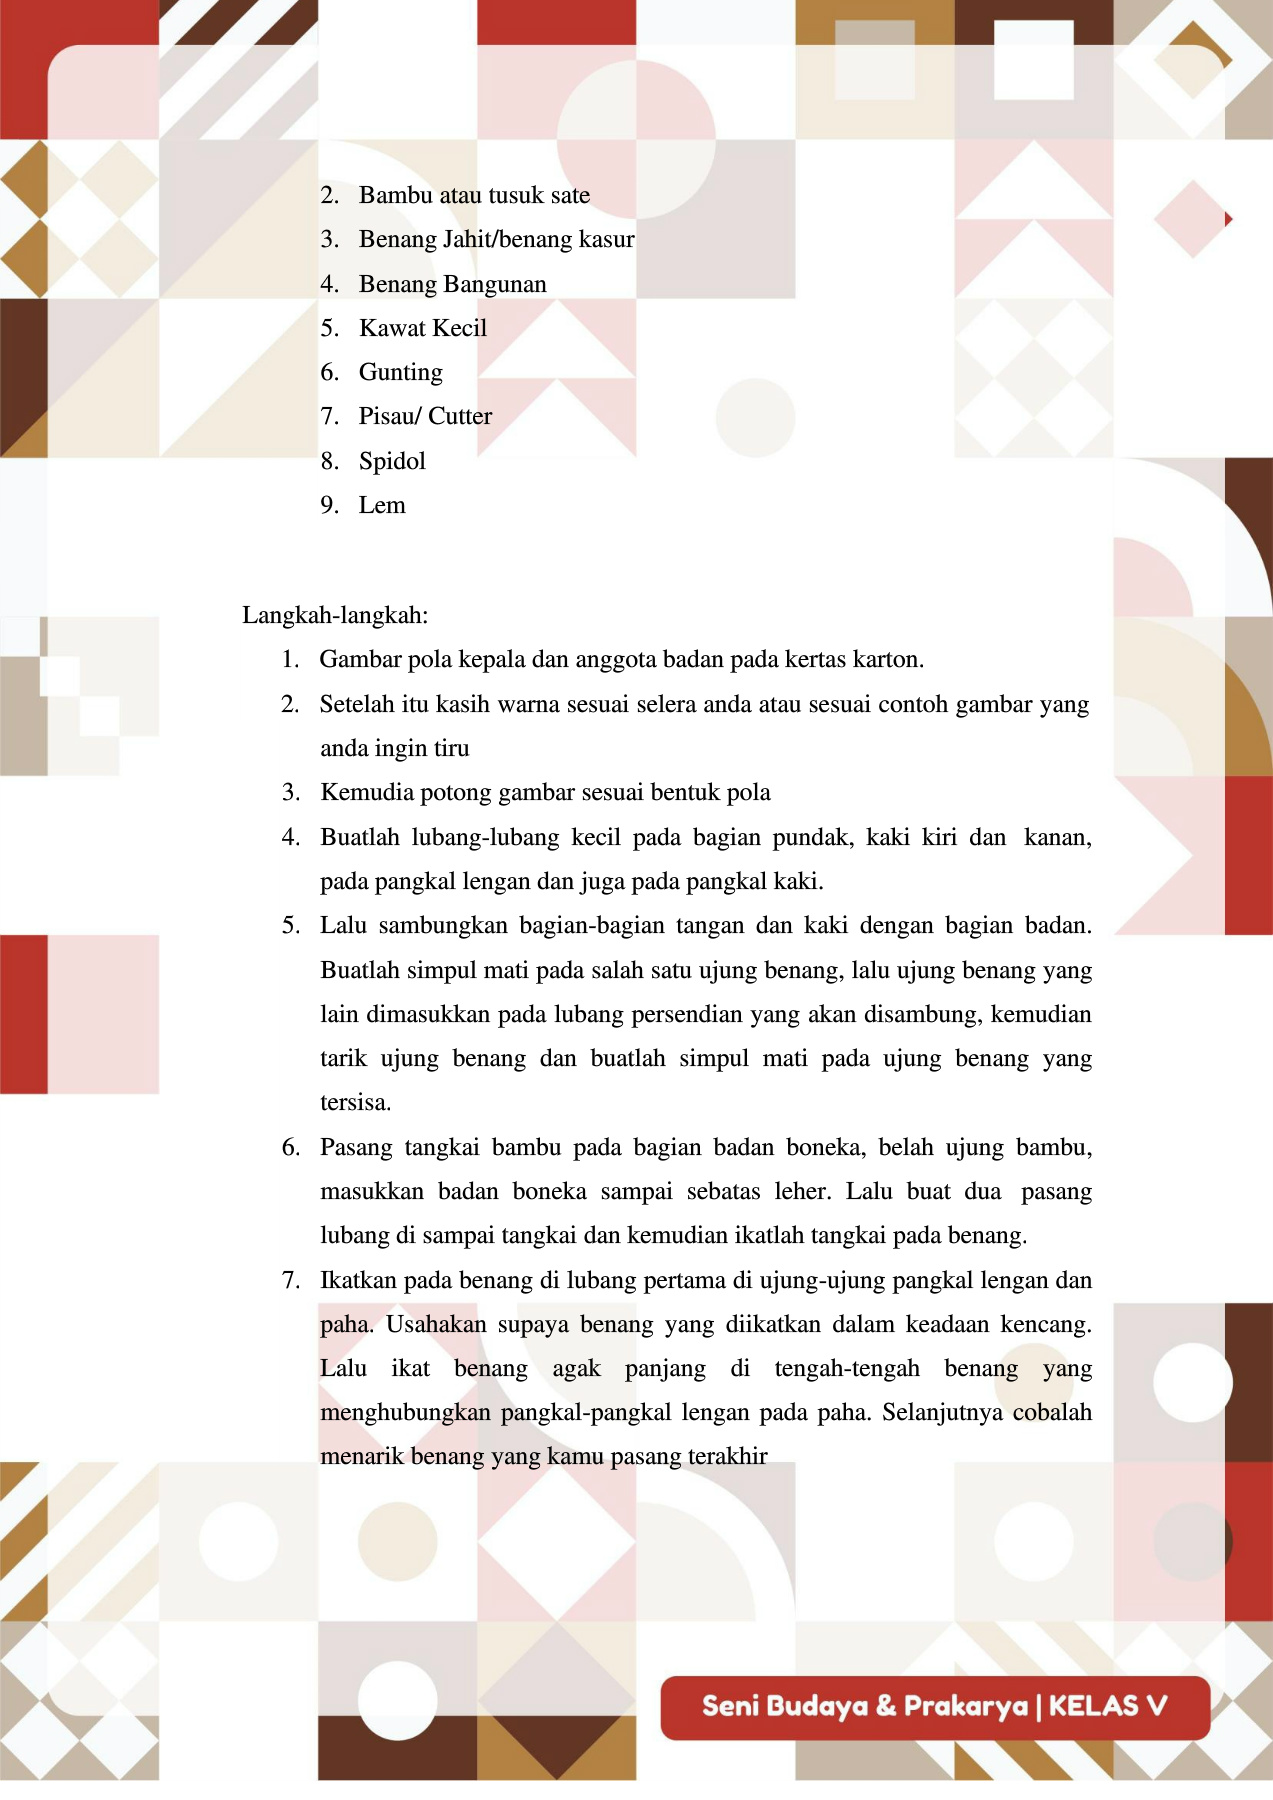 2. Bambu atau tusuk sate
3. Benang Jahit/benang kasur
4. Benang Bangunan
5. Kawat Kecil
6. Gunting
7. Pisau/ Cutter
8. Spidol
9. Lem
Langkah-langkah:
1. Gambar pola kepala dan anggota badan pada kertas karton.
2. Setelah itu kasih warna sesuai selera anda atau sesuai contoh gambar yang
anda ingin tiru
3. Kemudia potong gambar sesuai bentuk pola
4. Buatlah lubang-lubang kecil pada bagian pundak, kaki kiri dan kanan,
pada pangkal lengan dan juga pada pangkal kaki.
5. Lalu sambungkan bagian-bagian tangan dan kaki dengan bagian badan.
Buatlah simpul mati pada salah satu ujung benang, lalu ujung benang yang
lain dimasukkan pada lubang persendian yang akan disambung, kemudian
tarik ujung benang dan buatlah simpul mati pada ujung benang yang
tersisa.
6. Pasang tangkai bambu pada bagian badan boneka, belah ujung bambu,
masukkan badan boneka sampai sebatas leher. Lalu buat dua pasang
lubang di sampai tangkai dan kemudian ikatlah tangkai pada benang.
7. Ikatkan pada benang di lubang pertama di ujung-ujung pangkal lengan dan
paha. Usahakan supaya benang yang diikatkan dalam keadaan kencang.
Lalu ikat benang agak panjang di tengah-tengah benang yang
menghubungkan pangkal-pangkal lengan pada paha. Selanjutnya cobalah
menarik benang yang kamu pasang terakhir
Seni Budaya & Prakarya | KELAS V